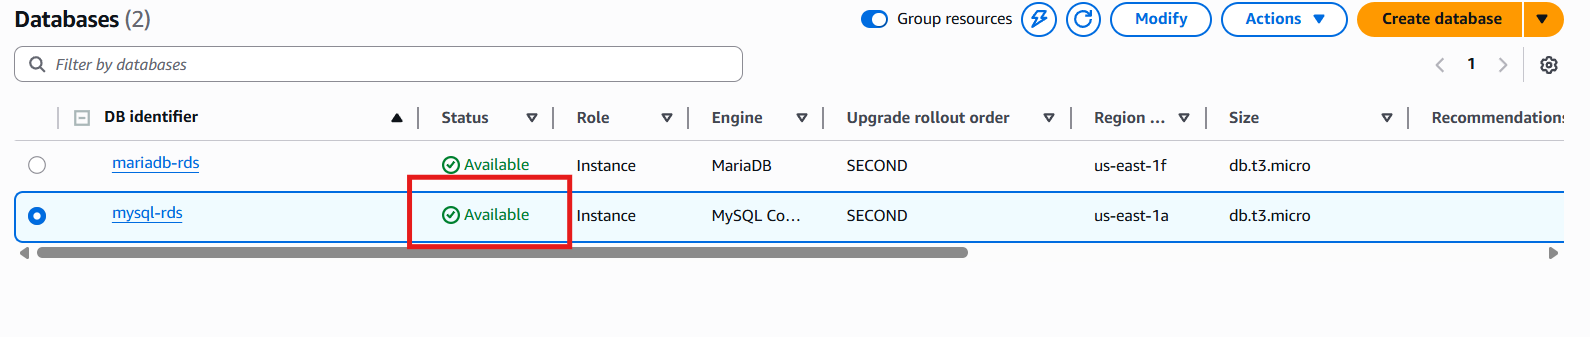 Databases (2)
Group resources
Modify
Actions
Create database
Filter by databases
1
DB identifier Status Role Engine Upgrade rollout order Region ... Size Recommendations
mariadb-rds Available Instance MariaDB SECOND us-east-1f db.t3.micro
mysql-rds Available Instance MySQL Co... SECOND us-east-1a db.t3.micro